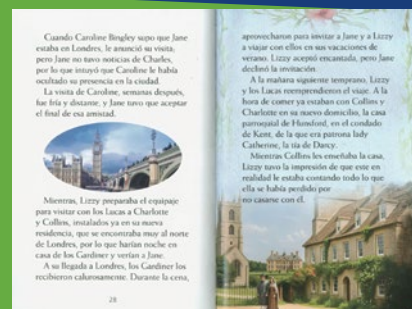 Cuando Caroline Bingley supo que Jane
estaba en Londres, le anunció su visita;
pero Jane no tuvo noticias de Charles,
por lo que intuyó que Caroline le había
ocultado su presencia en la ciudad.
La visita de Caroline, semanas después,
fue fría y distante, y Jane tuvo que aceptar
el final de esa amistad.
Mientras, Lizzy preparaba el equipaje
para visitar con los Lucas a Charlotte
y Collins, instalados ya en su nueva
residencia, que se encontraba muy al norte
de Londres, por lo que harían noche en
casa de los Gardiner y verían a Jane.
A su llegada a Londres, los Gardiner los
recibieron calurosamente. Durante la cena,
28
aprovecharon para invitar a Jane y a Lizzy
a viajar con ellos en sus vacaciones de
verano. Lizzy aceptó encantada, pero Jane
declinó la invitación.
A la mañana siguiente temprano, Lizzy
y los Lucas reemprendieron el viaje. A la
hora de comer ya estaban con Collins y
Charlotte en su nuevo domicilio, la casa
parroquial de Hunsford, en el condado
de Kent, de la que era patrona lady
Catherine, la tía de Darcy.
Mientras Collins les enseñaba la casa,
Lizzy tuvo la impresión de que este en
realidad le estaba contando todo lo que
ella se había perdido por
no casarse con él.